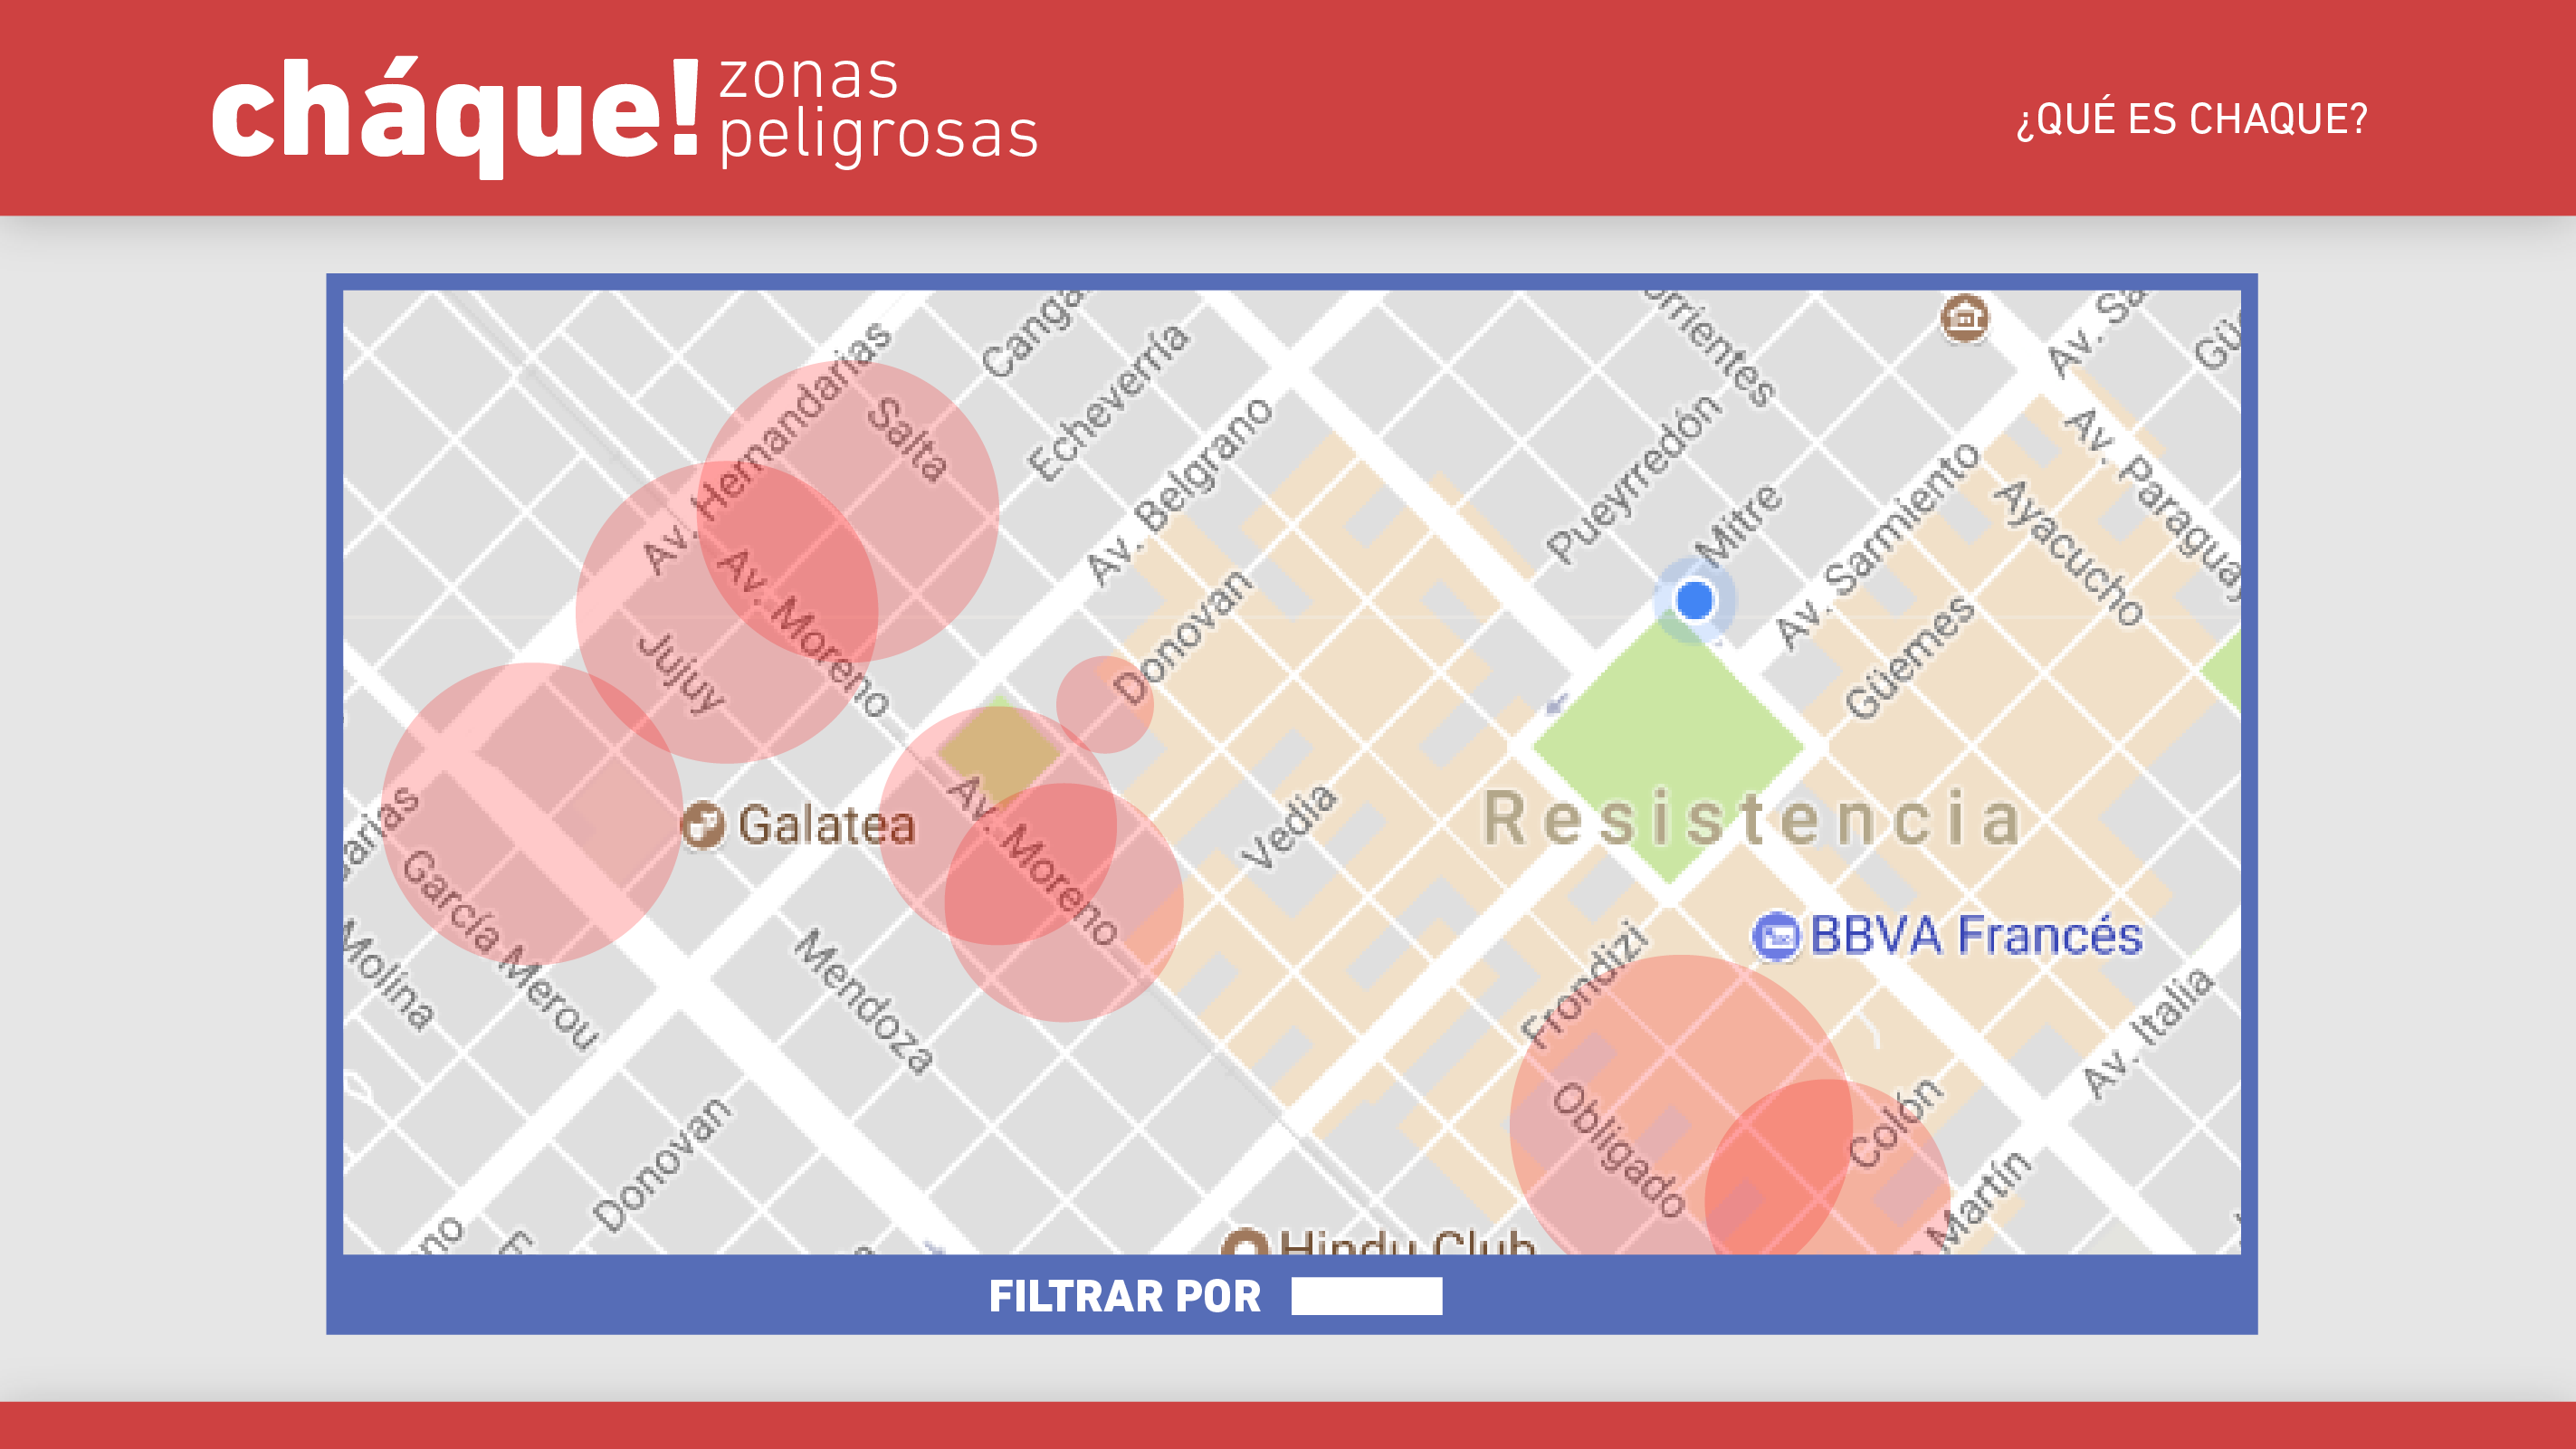 cháque! zonas
peligrosas
¿QUÉ ES CHAQUE?
Av. Hernandarias
Salta
Echeverría
Av. Belgrano
Pueyrredón
Mitre
Av. Sarmiento
Av. Paraguay
Ayacucho
Güemes
Av. Moreno
Jujuy
Donovan
Galatea
Av. Moreno
Vedia
Resistencia
BBVA Francés
García Merou
Molina
Mendoza
Frondizi
Av. Italia
Obligado
Colón
Donovan
Martín
Hindu Club
FILTRAR POR